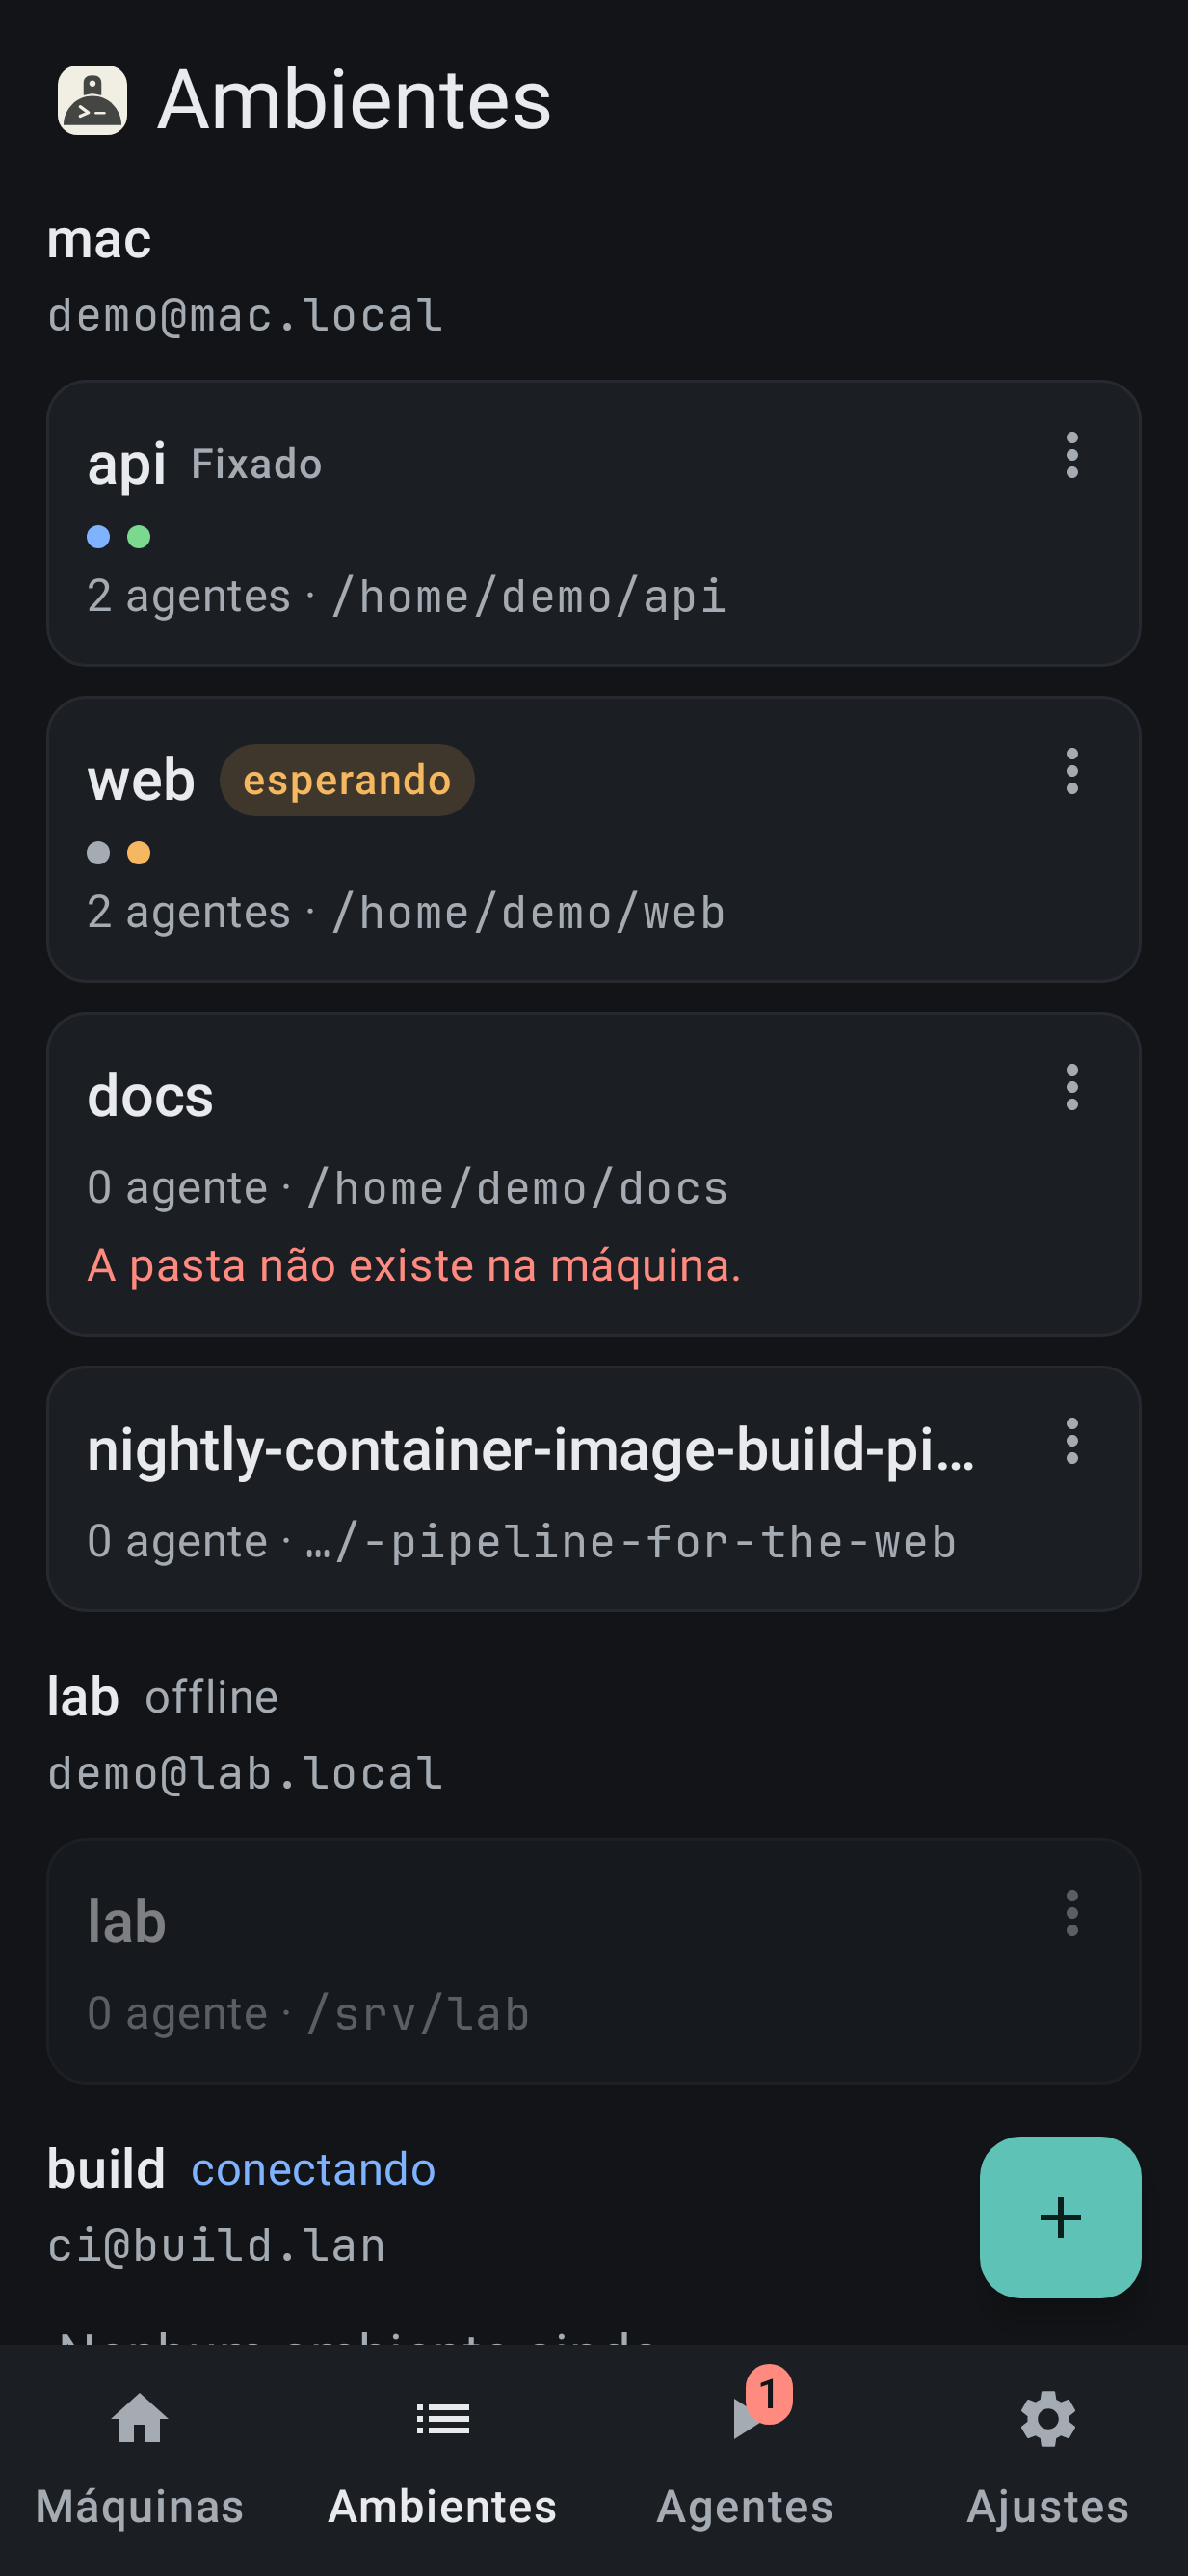 Ambientes
mac
demo@mac.local
api Fixado
2 agentes · /home/demo/api
web esperando
2 agentes · /home/demo/web
docs
0 agente · /home/demo/docs
A pasta não existe na máquina.
nightly-container-image-build-pi…
0 agente · …/-pipeline-for-the-web
lab offline
demo@lab.local
lab
0 agente · /srv/lab
build conectando
ci@build.lan
Nenhum ambiente ainda
1
Máquinas Ambientes Agentes Ajustes